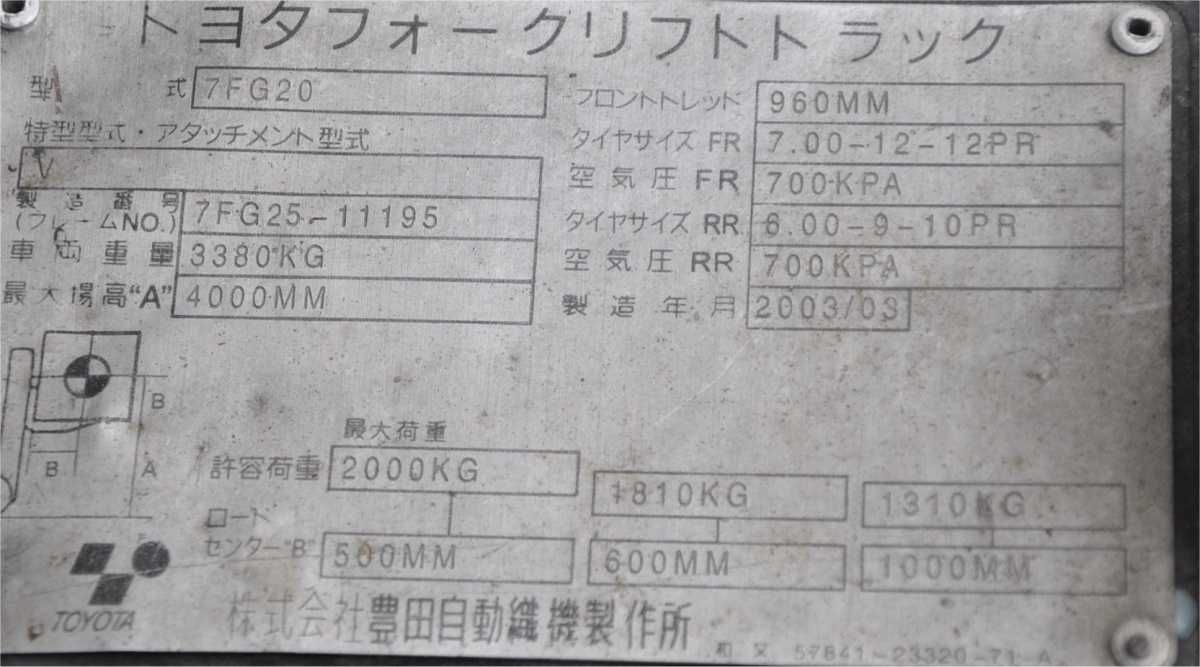 トヨタフォークリフトトラック
型式 7FG20
特型型式・アタッチメント型式
V
製造番号
(フレームNO.) 7FG25-11195
車両重量 3380KG
最大揚高"A" 4000MM
フロントトレッド 960MM
タイヤサイズ FR 7.00-12-12PR
空気圧 FR 700KPA
タイヤサイズ RR 6.00-9-10PR
空気圧 RR 700KPA
製造年月 2003/03
B
B
A
最大荷重
許容荷重 2000KG 1810KG 1310KG
ロード
センター"B" 500MM 600MM 1000MM
TOYOTA
株式会社豊田自動織機製作所
和文 57841-23320-71-A